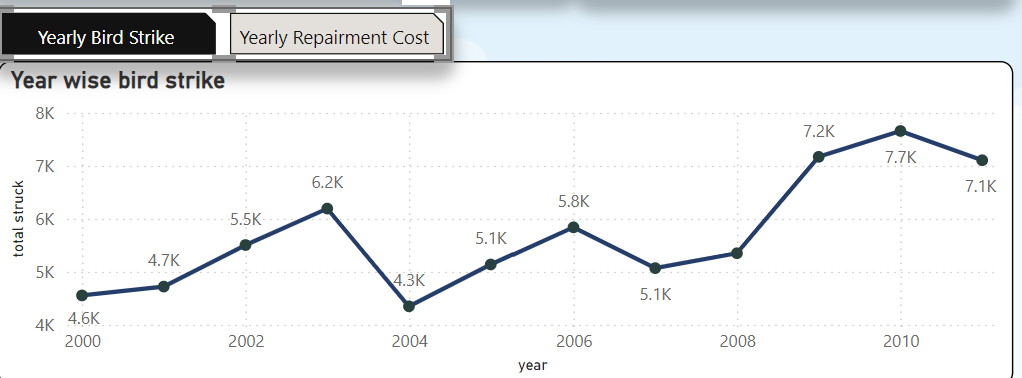 Yearly Bird Strike Yearly Repairment Cost
Year wise bird strike
8K
7K
6K
5K
4K
total struck
4.6K
4.7K
5.5K
6.2K
4.3K
5.1K
5.8K
5.1K
7.2K
7.7K
7.1K
2000 2002 2004 2006 2008 2010
year